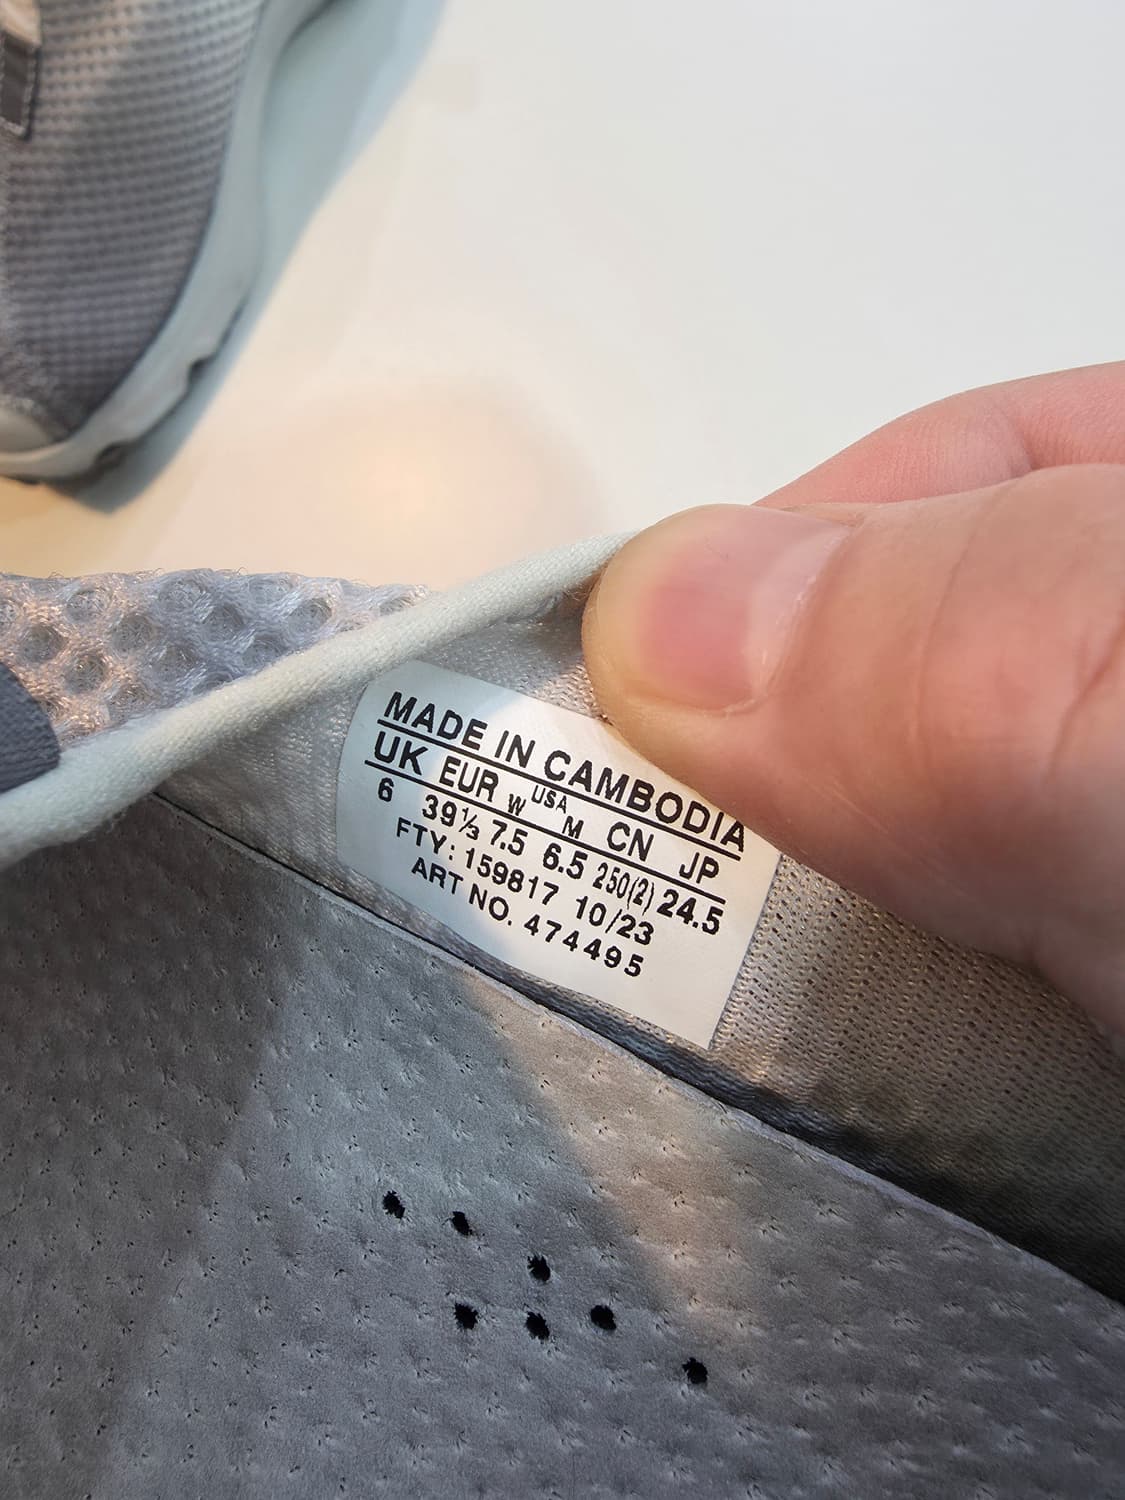 MADE IN CAMBODIA
UK EUR W USA M CN JP
6 39⅓ 7.5 6.5 250(2) 24.5
FTY: 159817 10/23
ART NO. 474495